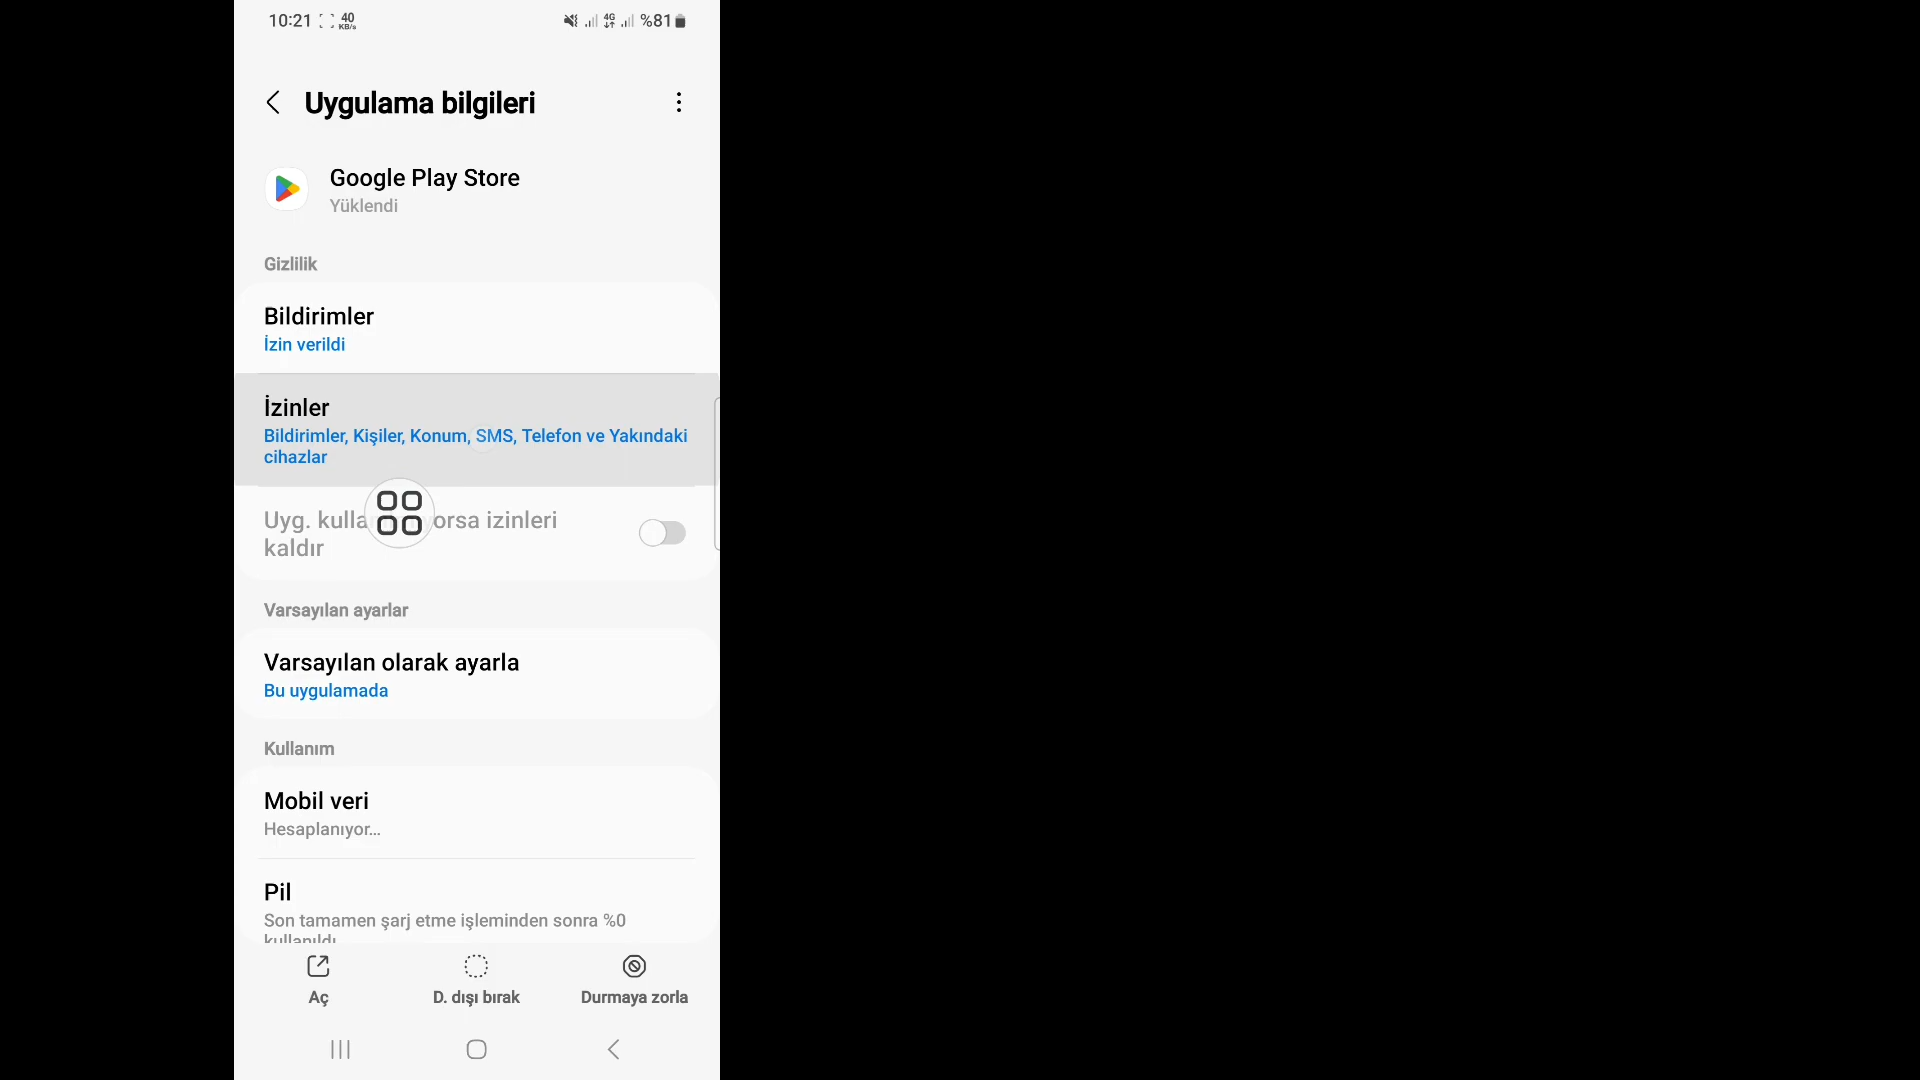 10:21 40 KB/s 4G %81
Uygulama bilgileri
Google Play Store
Yüklendi
Gizlilik
Bildirimler
İzin verildi
İzinler
Bildirimler, Kişiler, Konum, SMS, Telefon ve Yakındaki
cihazlar
Uyg. izinleri
kaldır
Varsayılan ayarlar
Varsayılan olarak ayarla
Bu uygulamada
Kullanım
Mobil veri
Hesaplanıyor...
Pil
Son tamamen şarj etme işleminden sonra %0
kullanıldı
Aç
D. dışı bırak
Durmaya zorla